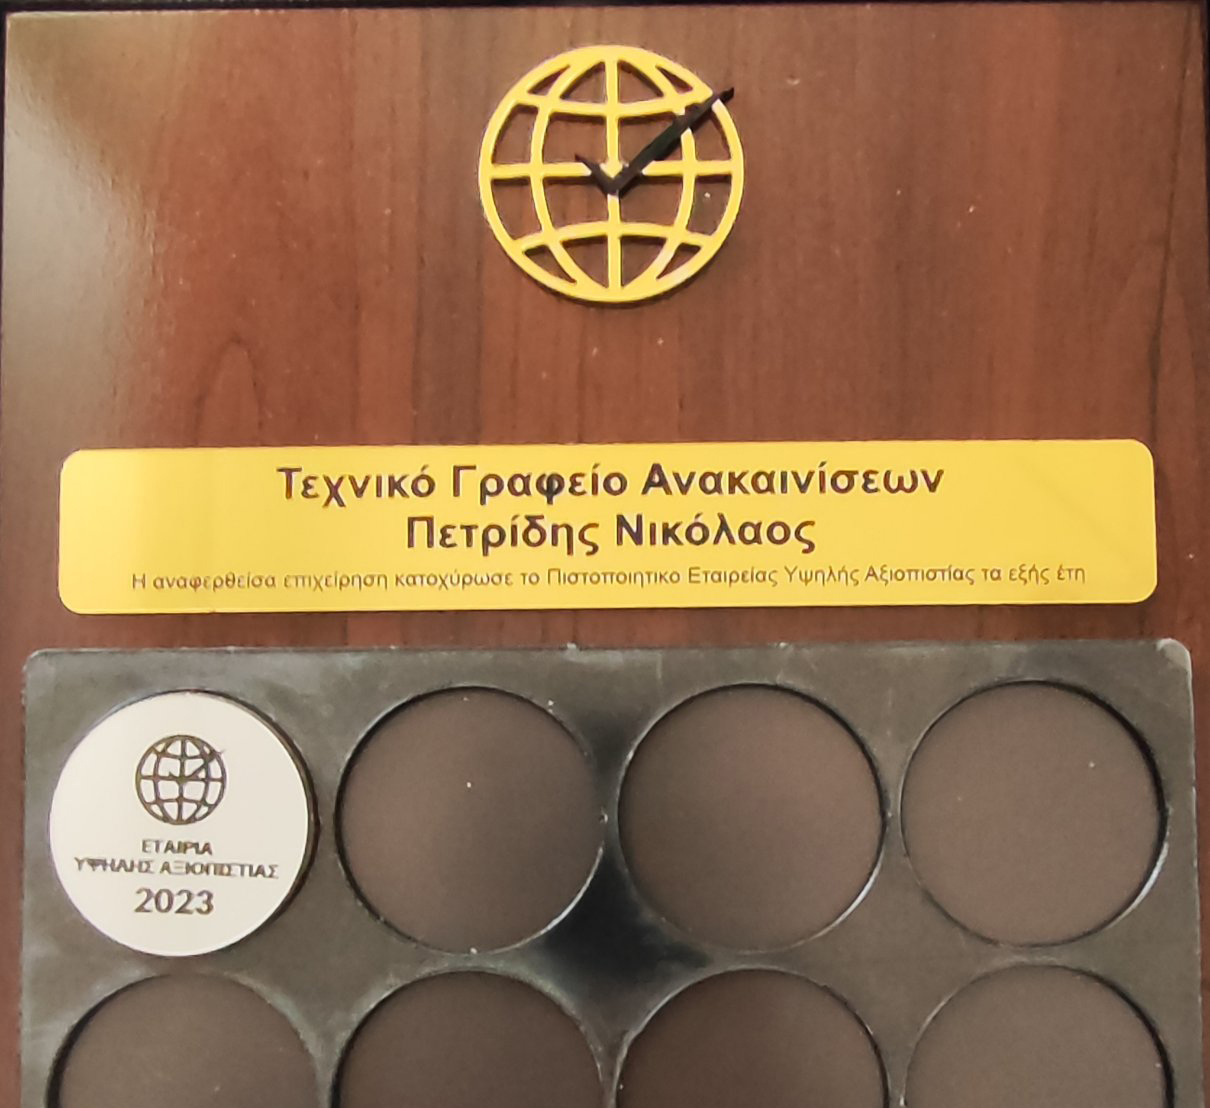 Τεχνικό Γραφείο Ανακαινίσεων
Πετρίδης Νικόλαος
Η αναφερθείσα επιχείρηση κατοχύρωσε το Πιστοποιητικο Εταιρείας Υψηλής Αξιοπιστίας τα εξής έτη
ΕΤΑΙΡΙΑ
ΥΨΗΛΗΣ ΑΞΙΟΠΙΣΤΙΑΣ
2023